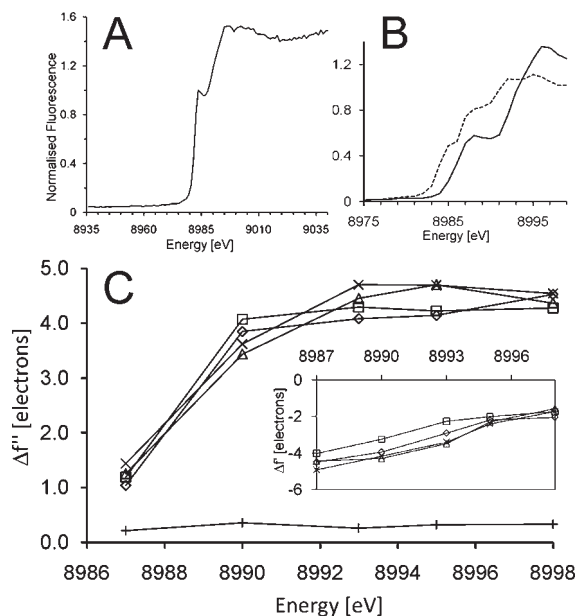 A
Normalised Fluorescence
1.6
1.2
0.8
0.4
0
8935 8960 8985 9010 9035
Energy [eV]
B
1.2
0.8
0.4
0
8975 8985 8995
Energy [eV]
C
Δf'' [electrons]
5.0
4.0
3.0
2.0
1.0
0.0
8986 8988 8990 8992 8994 8996 8998
Energy [eV]
8987 8990 8993 8996
Δf' [electrons]
0
-2
-4
-6